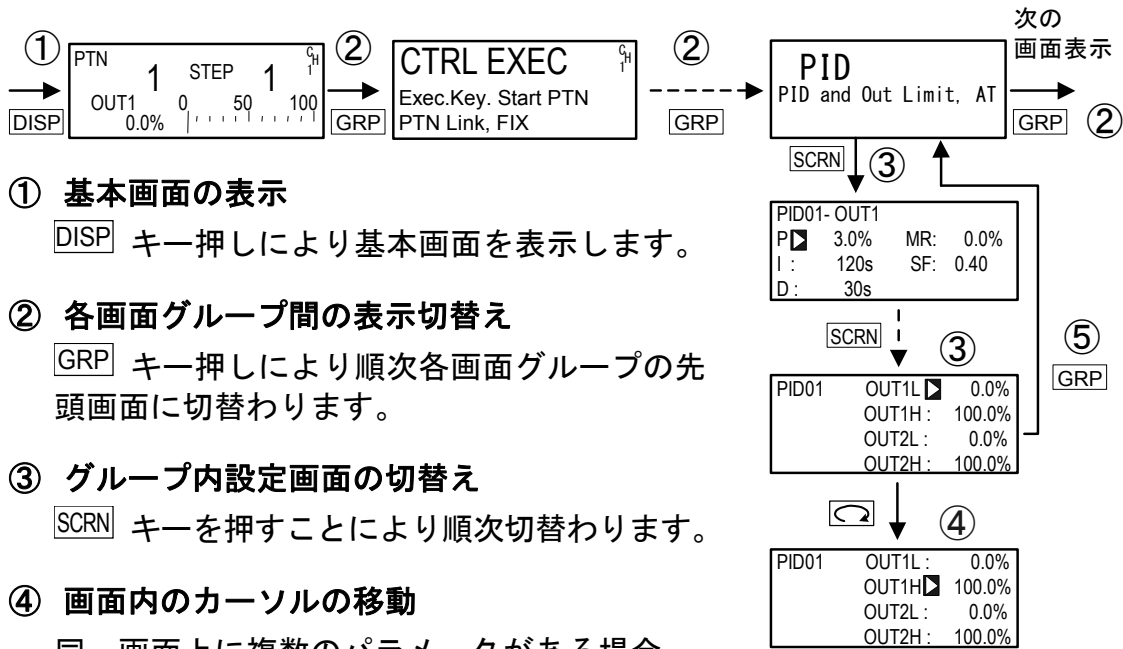 次の
画面表示
①
DISP
PTN 1 STEP 1 CH1
OUT1 0 50 100
0.0%
②
GRP
CTRL EXEC CH1
Exec.Key. Start PTN
PTN Link, FIX
②
GRP
PID
PID and Out Limit, AT
GRP ②
SCRN ③
① 基本画面の表示
DISP キー押しにより基本画面を表示します。
② 各画面グループ間の表示切替え
GRP キー押しにより順次各画面グループの先
頭画面に切替わります。
③ グループ内設定画面の切替え
SCRN キーを押すことにより順次切替わります。
④ 画面内のカーソルの移動
PID01- OUT1
P 3.0% MR: 0.0%
I : 120s SF: 0.40
D : 30s
SCRN ③
⑤
GRP
PID01 OUT1L 0.0%
OUT1H : 100.0%
OUT2L : 0.0%
OUT2H : 100.0%
④
PID01 OUT1L : 0.0%
OUT1H 100.0%
OUT2L : 0.0%
OUT2H : 100.0%